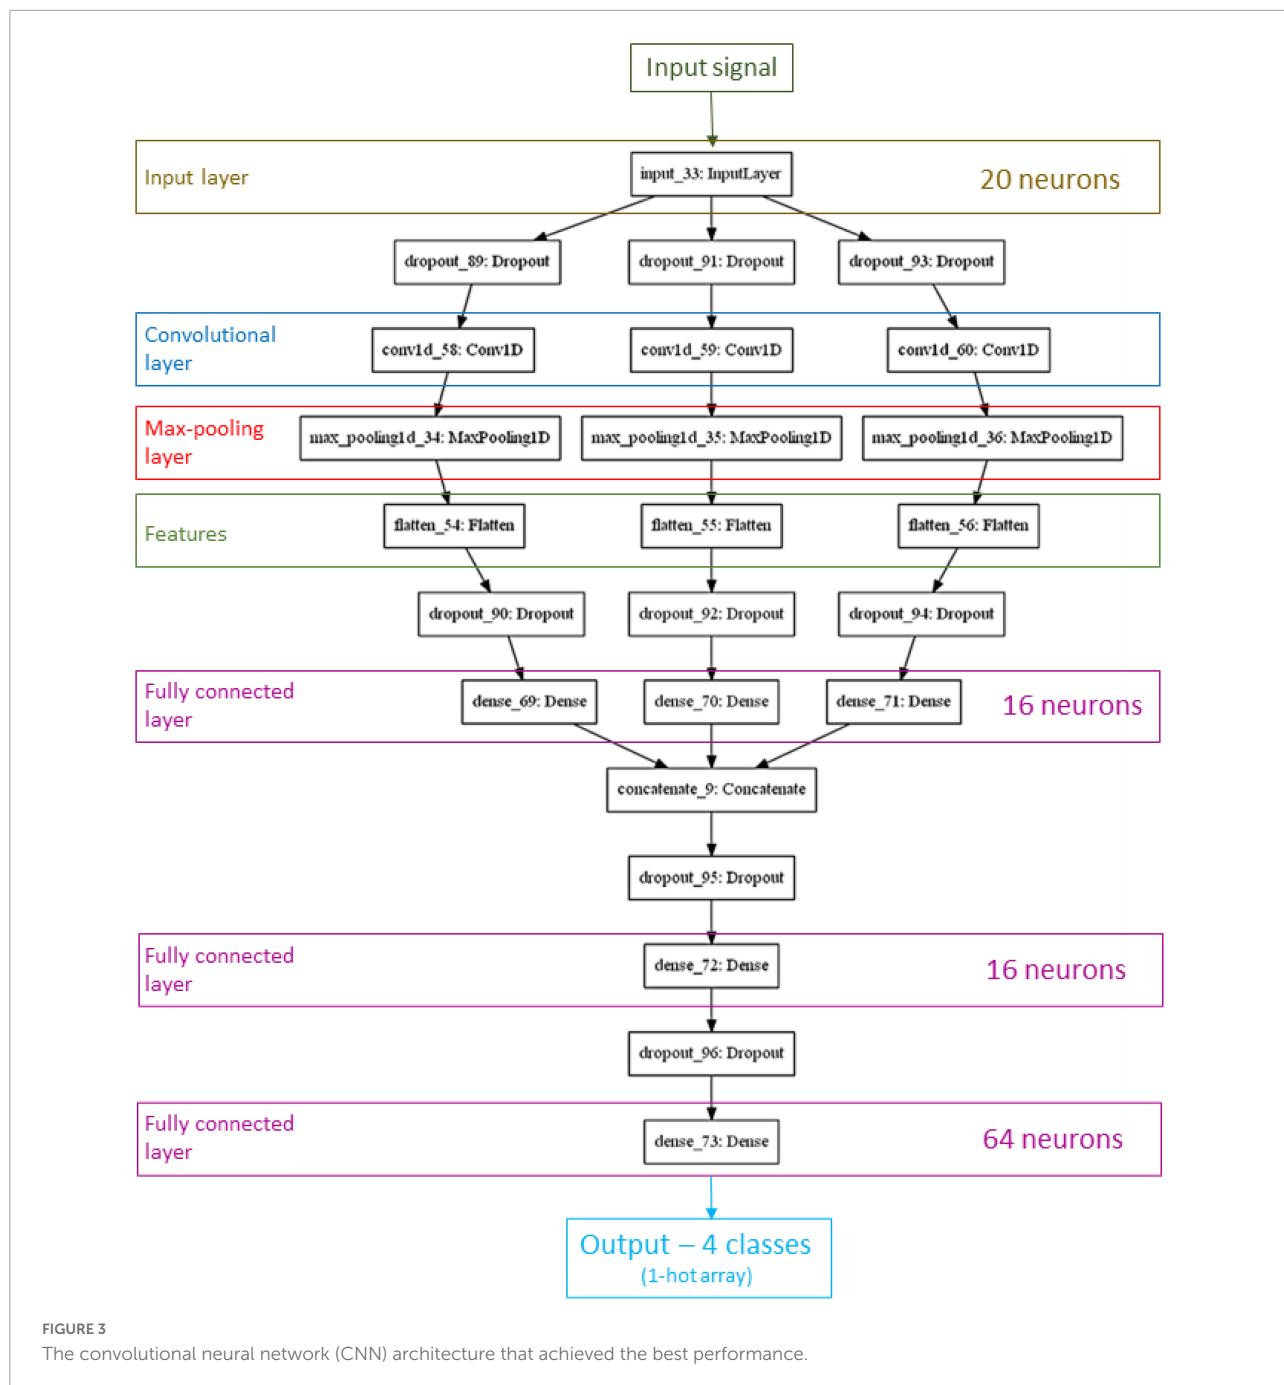 Input signal
Input layer
input_33: InputLayer
20 neurons
dropout_89: Dropout
dropout_91: Dropout
dropout_93: Dropout
Convolutional
layer
conv1d_58: Conv1D
conv1d_59: Conv1D
conv1d_60: Conv1D
Max-pooling
layer
max_pooling1d_34: MaxPooling1D
max_pooling1d_35: MaxPooling1D
max_pooling1d_36: MaxPooling1D
Features
flatten_54: Flatten
flatten_55: Flatten
flatten_56: Flatten
dropout_90: Dropout
dropout_92: Dropout
dropout_94: Dropout
Fully connected
layer
dense_69: Dense
dense_70: Dense
dense_71: Dense
16 neurons
concatenate_9: Concatenate
dropout_95: Dropout
Fully connected
layer
dense_72: Dense
16 neurons
dropout_96: Dropout
Fully connected
layer
dense_73: Dense
64 neurons
Output – 4 classes
(1-hot array)
FIGURE 3
The convolutional neural network (CNN) architecture that achieved the best performance.